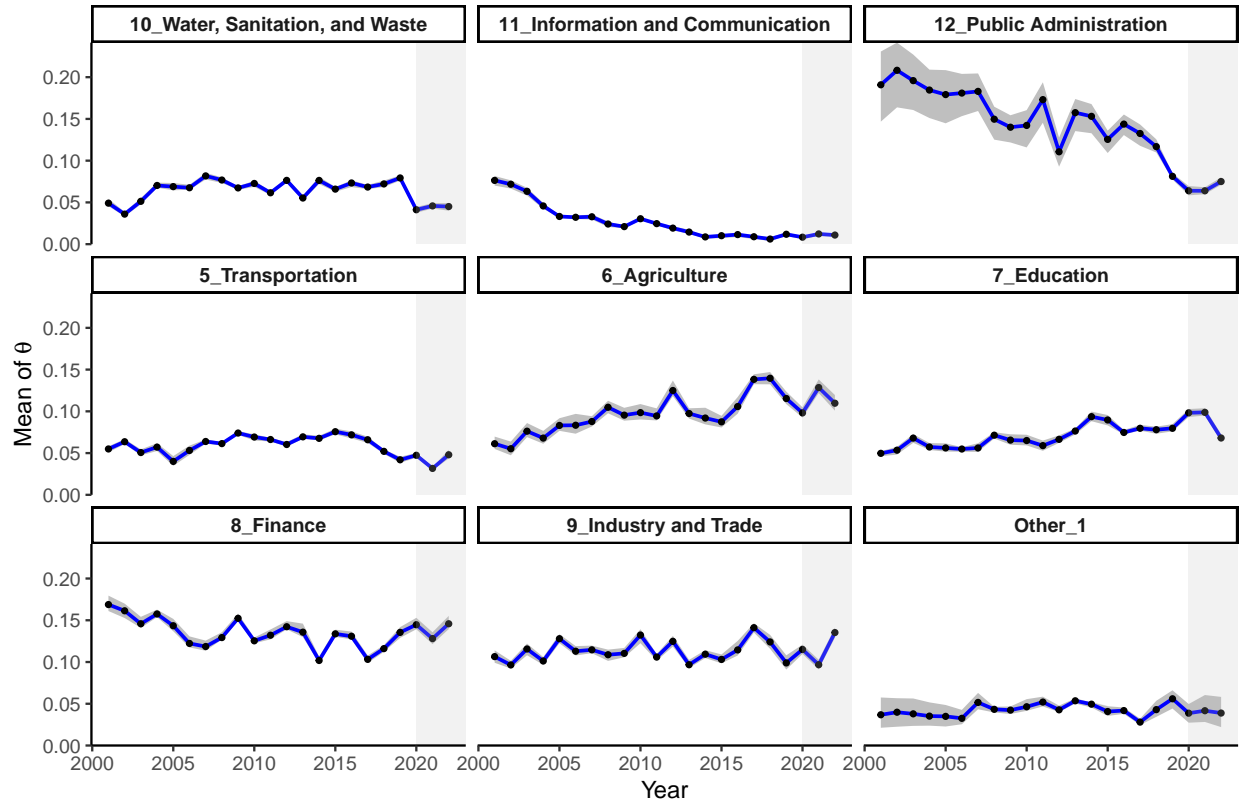 10_Water, Sanitation, and Waste
11_Information and Communication
12_Public Administration
0.20
0.15
0.10
0.05
0.00
5_Transportation
6_Agriculture
7_Education
0.20
0.15
0.10
0.05
0.00
Mean of θ
8_Finance
9_Industry and Trade
Other_1
0.20
0.15
0.10
0.05
0.00
2000 2005 2010 2015 2020 2000 2005 2010 2015 2020 2000 2005 2010 2015 2020
Year